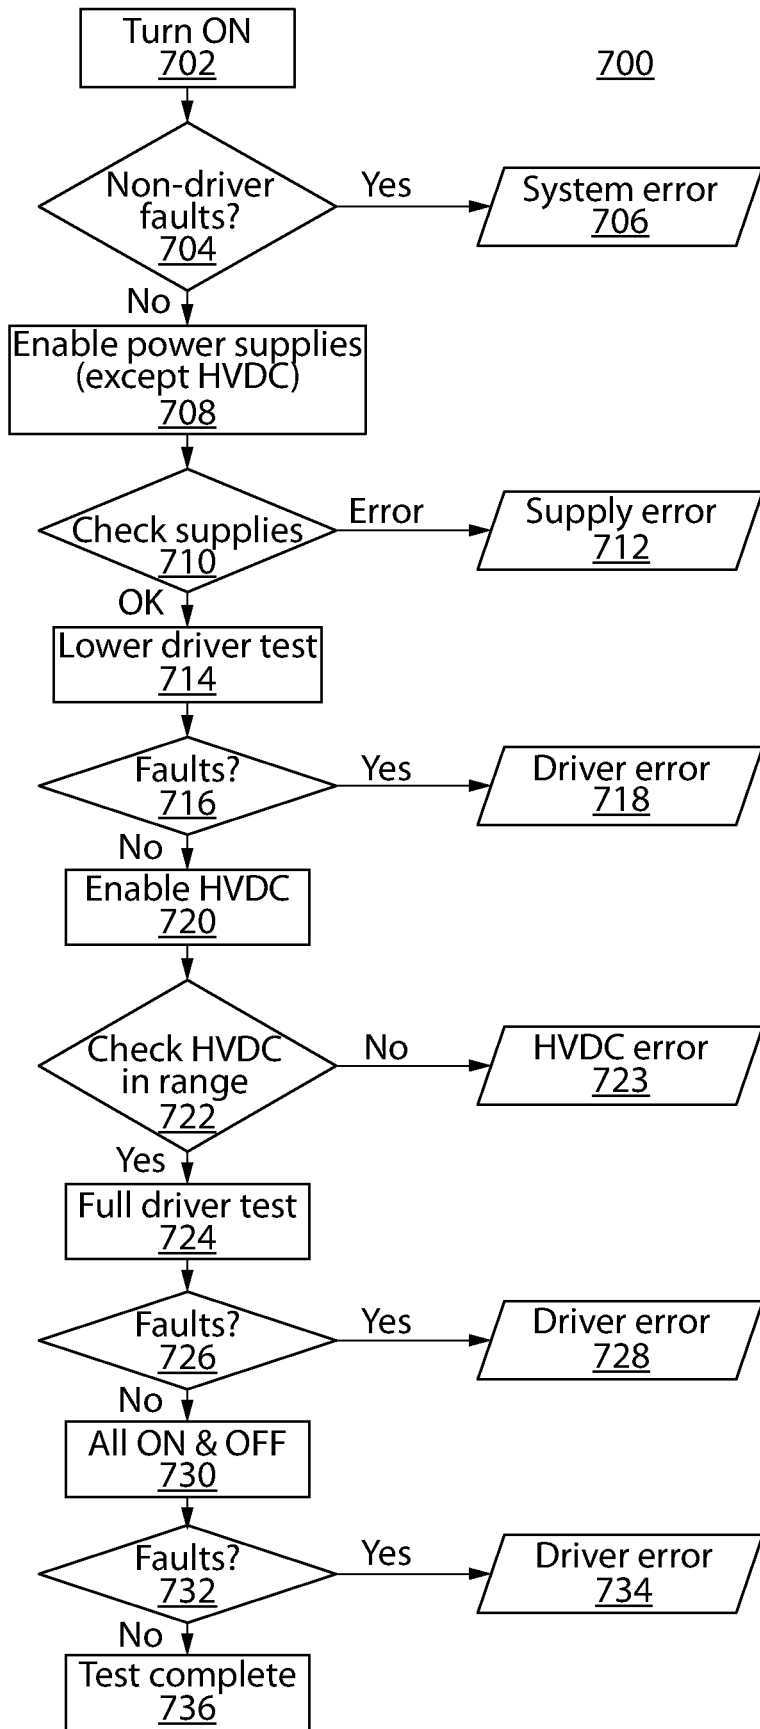 Turn ON
702
700
Non-driver
faults?
704
Yes
System error
706
No
Enable power supplies
(except HVDC)
708
Check supplies
710
Error
Supply error
712
OK
Lower driver test
714
Faults?
716
Yes
Driver error
718
No
Enable HVDC
720
Check HVDC
in range
722
No
HVDC error
723
Yes
Full driver test
724
Faults?
726
Yes
Driver error
728
No
All ON & OFF
730
Faults?
732
Yes
Driver error
734
No
Test complete
736